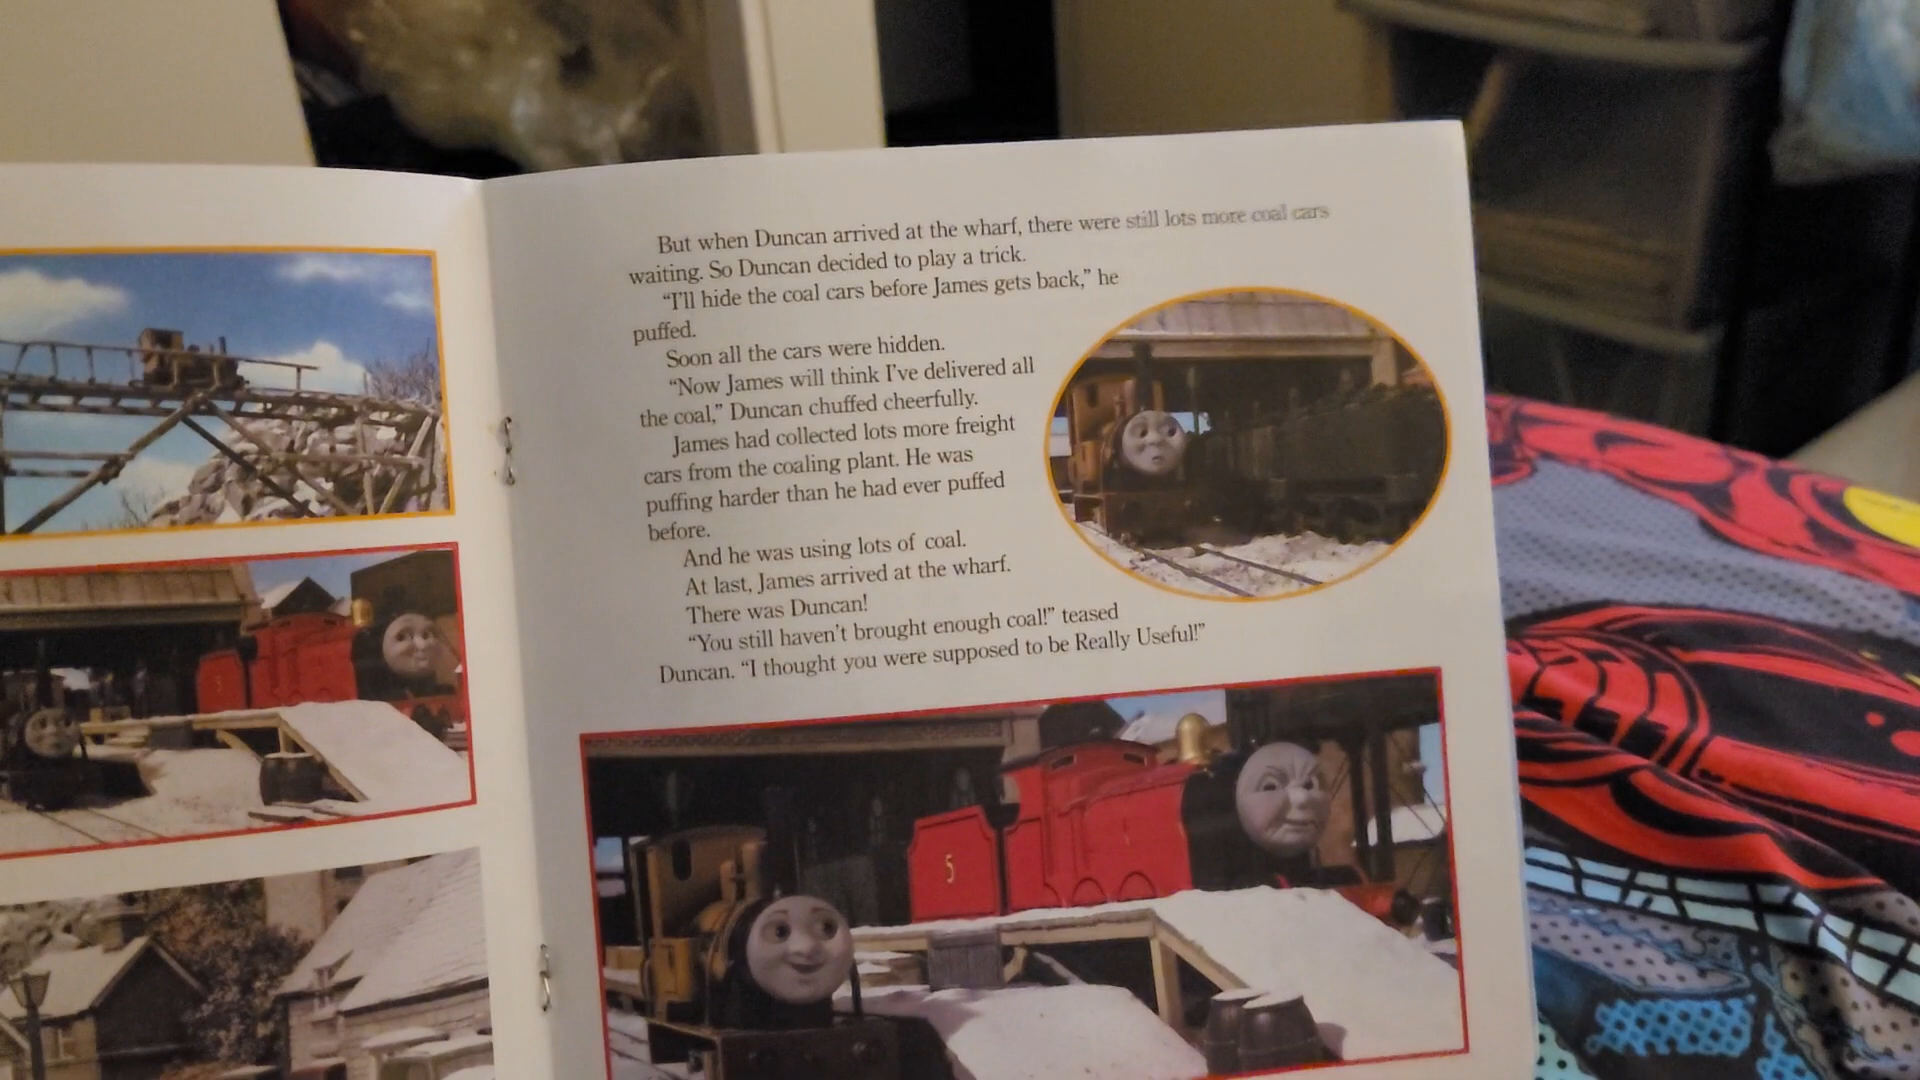 But when Duncan arrived at the wharf, there were still lots more coal cars
waiting. So Duncan decided to play a trick.
“I’ll hide the coal cars before James gets back,” he
puffed.
Soon all the cars were hidden.
“Now James will think I’ve delivered all
the coal,” Duncan chuffed cheerfully.
James had collected lots more freight
cars from the coaling plant. He was
puffing harder than he had ever puffed
before.
And he was using lots of coal.
At last, James arrived at the wharf.
There was Duncan!
“You still haven’t brought enough coal!” teased
Duncan. “I thought you were supposed to be Really Useful!”
5
5